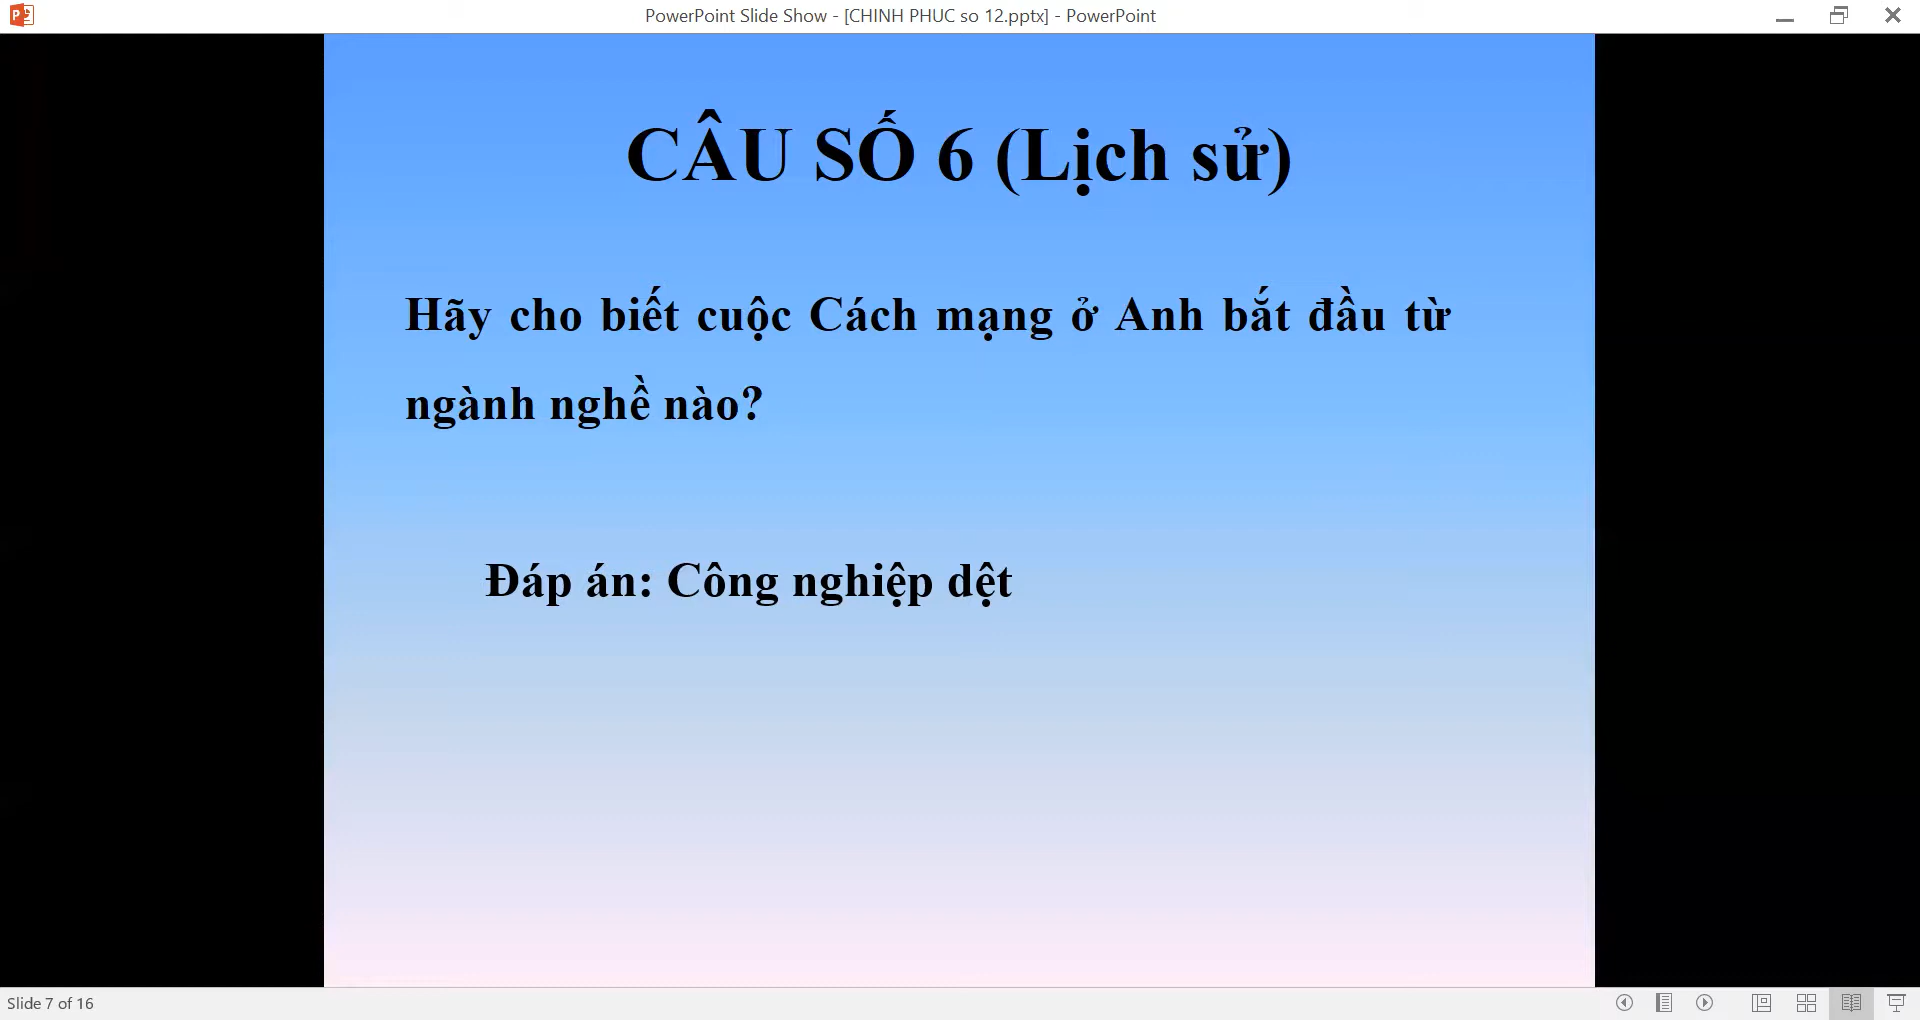 PowerPoint Slide Show - [CHINH PHUC so 12.pptx] - PowerPoint
CÂU SỐ 6 (Lịch sử)
Hãy cho biết cuộc Cách mạng ở Anh bắt đầu từ
ngành nghề nào?
Đáp án: Công nghiệp dệt
Slide 7 of 16